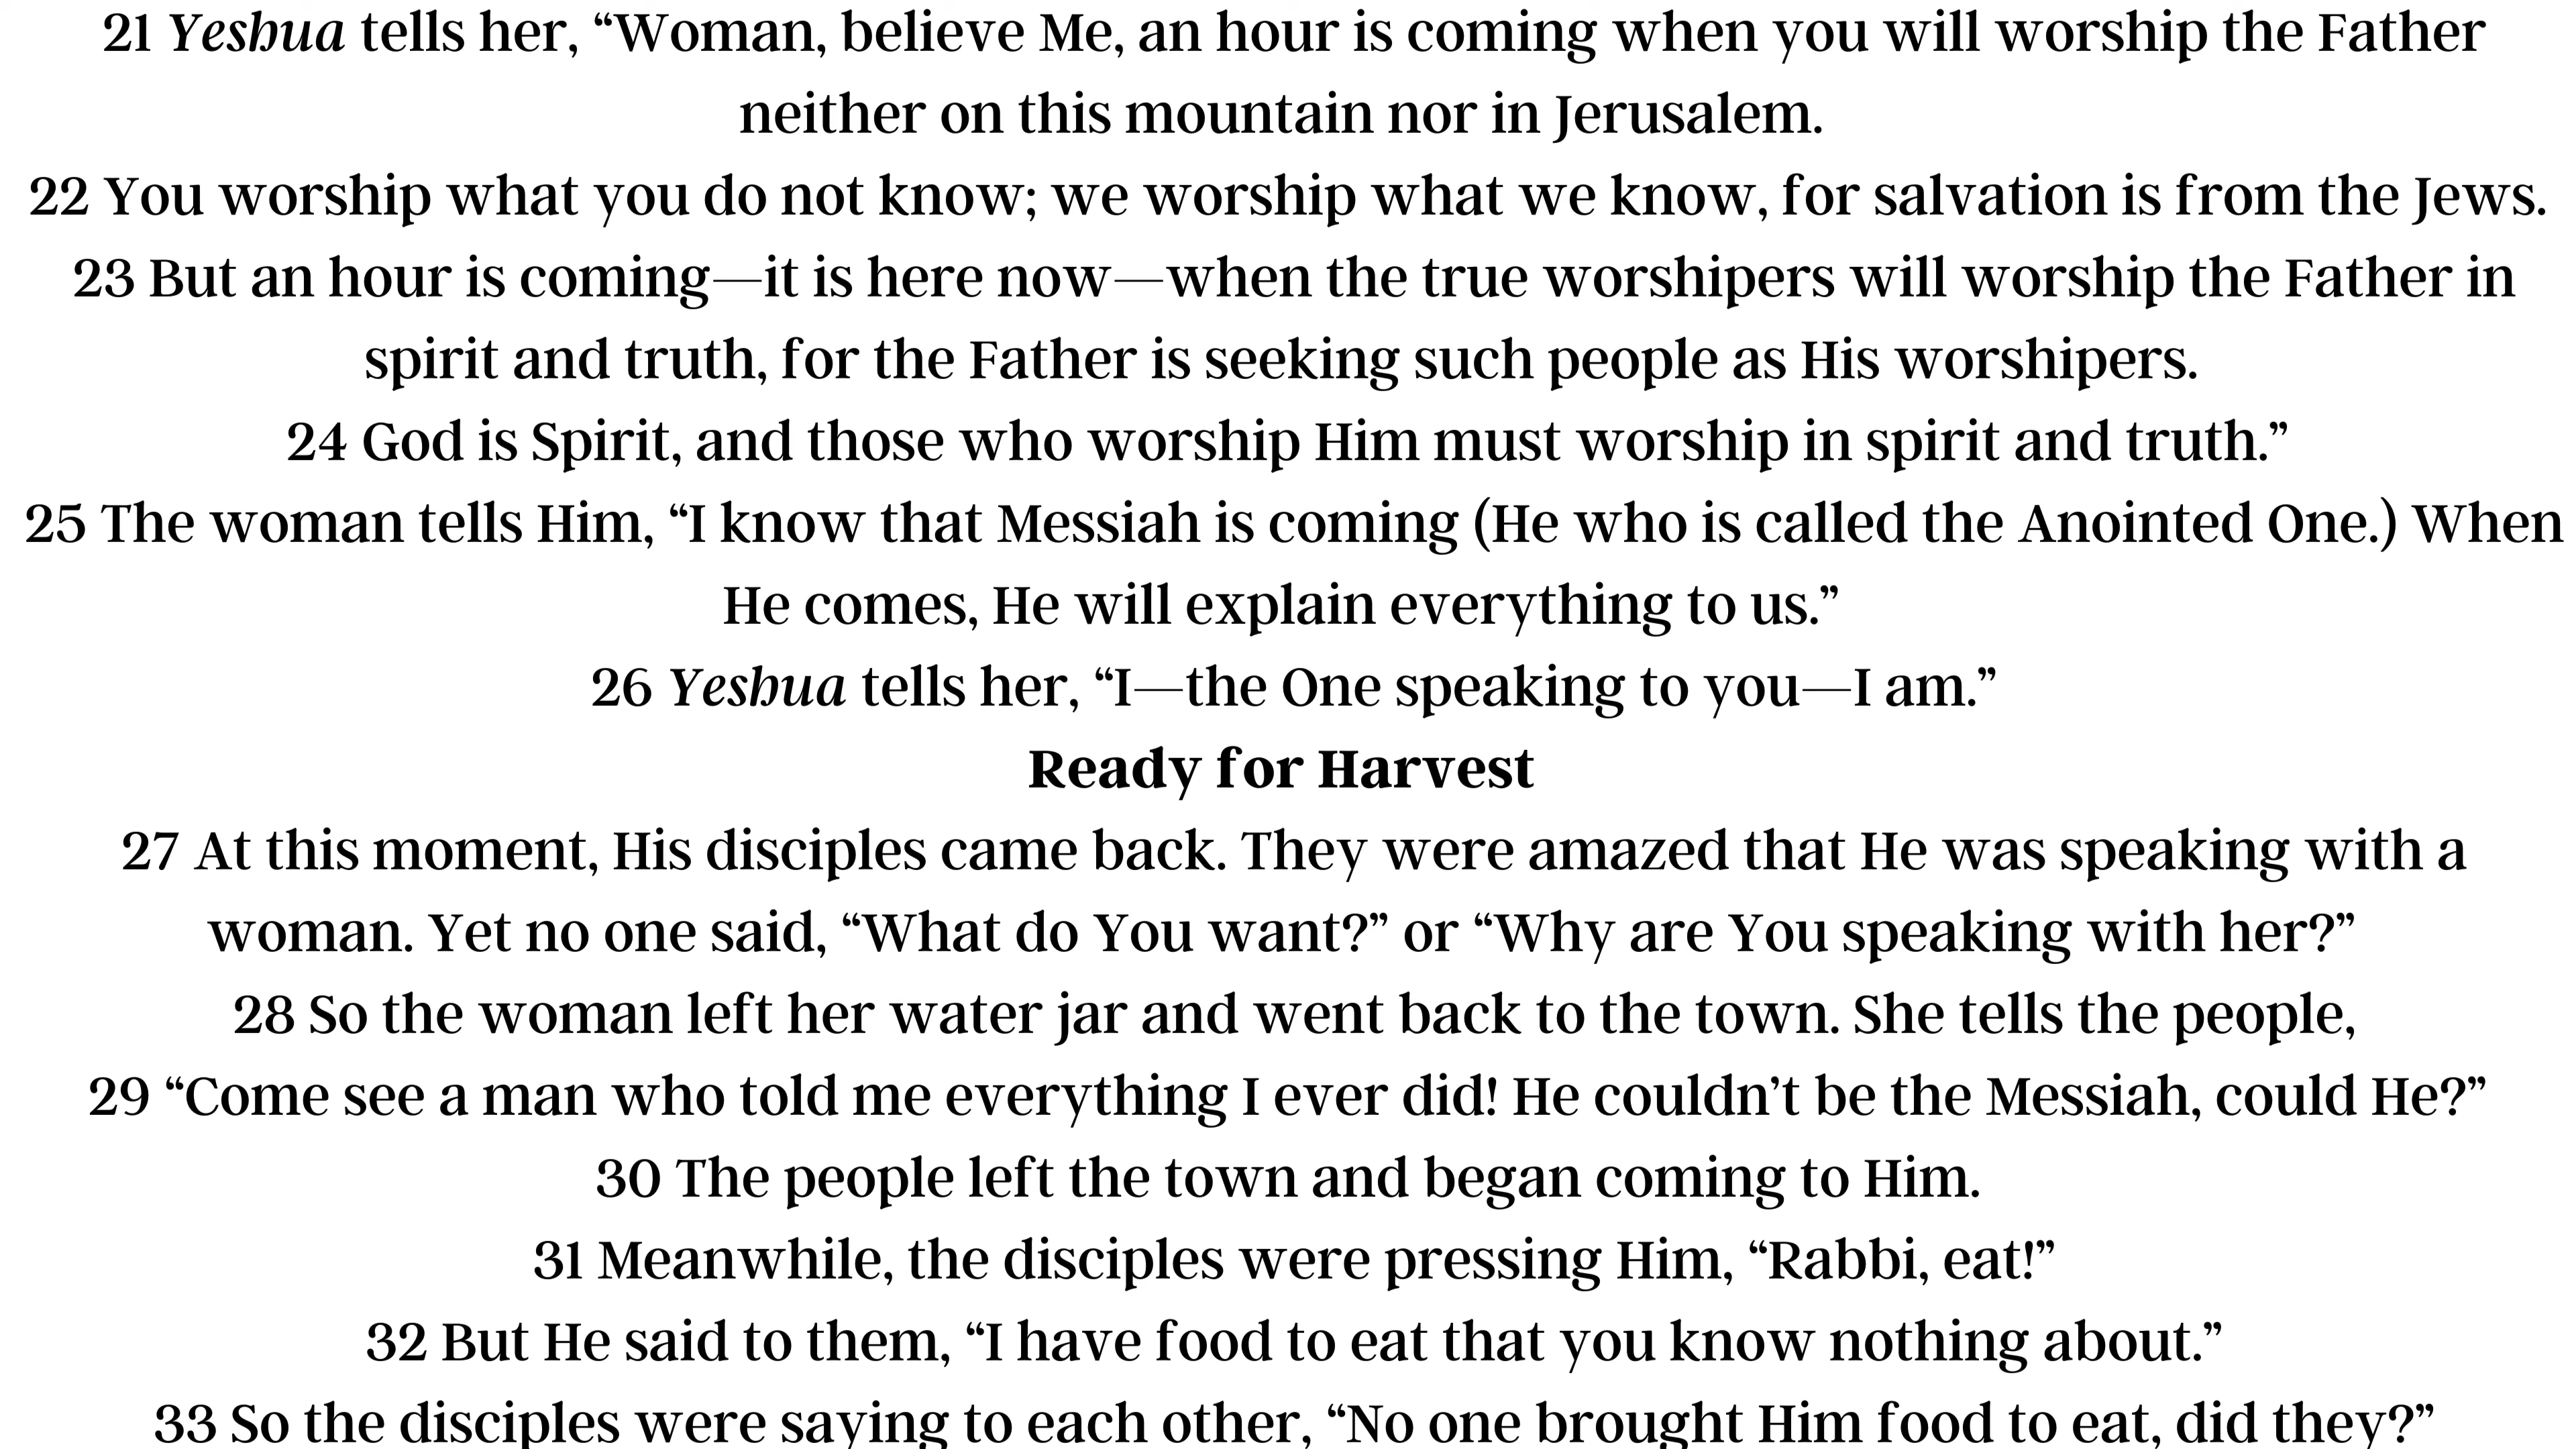 21 Yeshua tells her, “Woman, believe Me, an hour is coming when you will worship the Father
neither on this mountain nor in Jerusalem.
22 You worship what you do not know; we worship what we know, for salvation is from the Jews.
23 But an hour is coming—it is here now—when the true worshipers will worship the Father in
spirit and truth, for the Father is seeking such people as His worshipers.
24 God is Spirit, and those who worship Him must worship in spirit and truth.”
25 The woman tells Him, “I know that Messiah is coming (He who is called the Anointed One.) When
He comes, He will explain everything to us.”
26 Yeshua tells her, “I—the One speaking to you—I am.”
Ready for Harvest
27 At this moment, His disciples came back. They were amazed that He was speaking with a
woman. Yet no one said, “What do You want?” or “Why are You speaking with her?”
28 So the woman left her water jar and went back to the town. She tells the people,
29 “Come see a man who told me everything I ever did! He couldn’t be the Messiah, could He?”
30 The people left the town and began coming to Him.
31 Meanwhile, the disciples were pressing Him, “Rabbi, eat!”
32 But He said to them, “I have food to eat that you know nothing about.”
33 So the disciples were saying to each other, “No one brought Him food to eat, did they?”